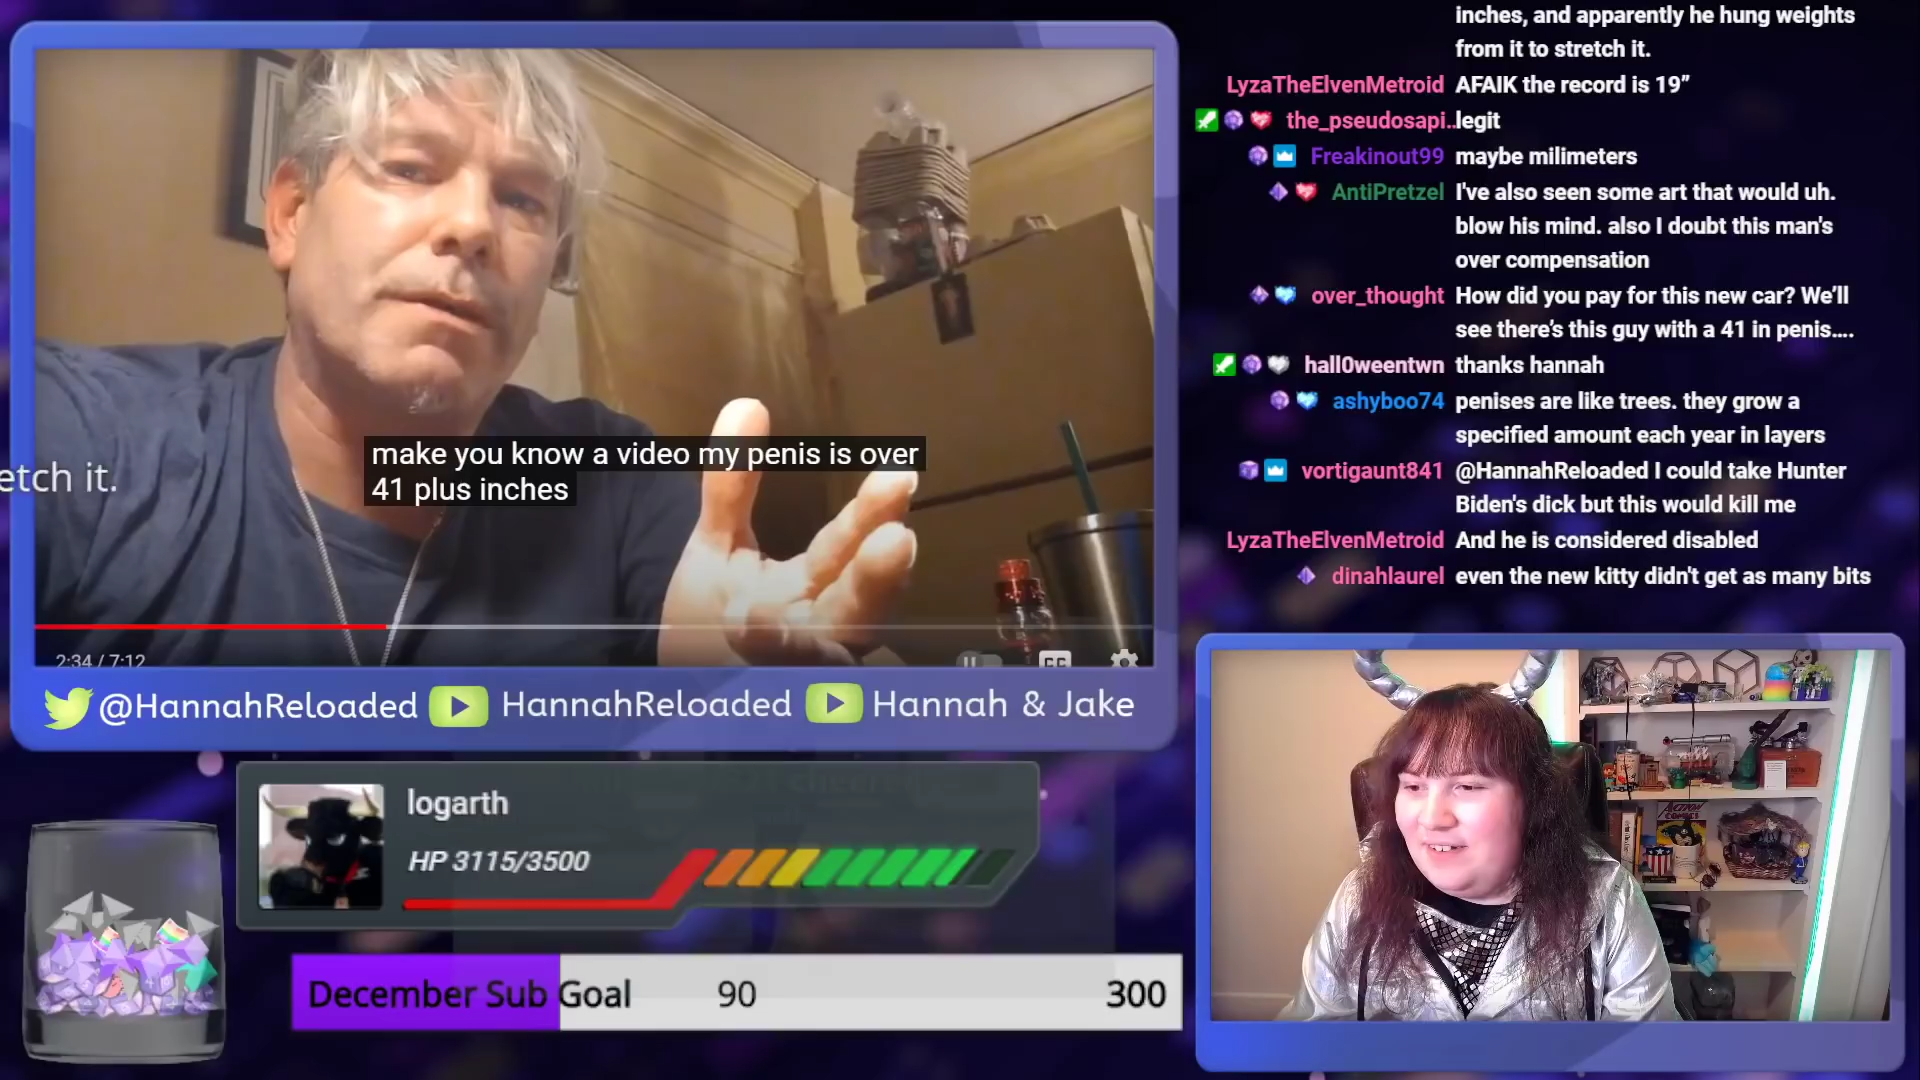 inches, and apparently he hung weights
from it to stretch it.
LyzaTheElvenMetroid AFAIK the record is 19”
the_pseudosapi..legit
Freakinout99 maybe milimeters
AntiPretzel I've also seen some art that would uh.
blow his mind. also I doubt this man's
over compensation
over_thought How did you pay for this new car? We’ll
see there’s this guy with a 41 in penis....
hall0weentwn thanks hannah
ashyboo74 penises are like trees. they grow a
specified amount each year in layers
vortigaunt841 @HannahReloaded I could take Hunter
Biden's dick but this would kill me
LyzaTheElvenMetroid And he is considered disabled
dinahlaurel even the new kitty didn't get as many bits
make you know a video my penis is over
41 plus inches
etch it.
2:34 / 7:12
@HannahReloaded HannahReloaded Hannah & Jake
logarth
HP 3115/3500
December Sub Goal 90 300
ACTION
COMICS